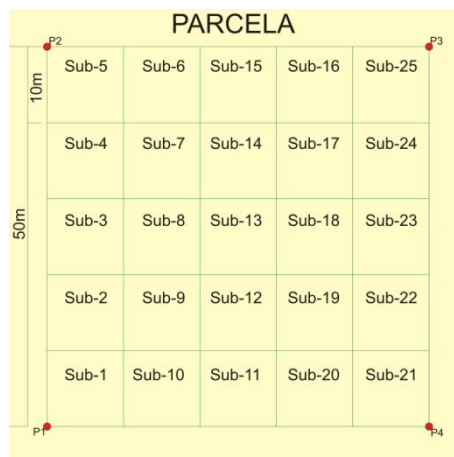 PARCELA
P2 P3
Sub-5 Sub-6 Sub-15 Sub-16 Sub-25
10m
Sub-4 Sub-7 Sub-14 Sub-17 Sub-24
50m
Sub-3 Sub-8 Sub-13 Sub-18 Sub-23
Sub-2 Sub-9 Sub-12 Sub-19 Sub-22
Sub-1 Sub-10 Sub-11 Sub-20 Sub-21
P1 P4